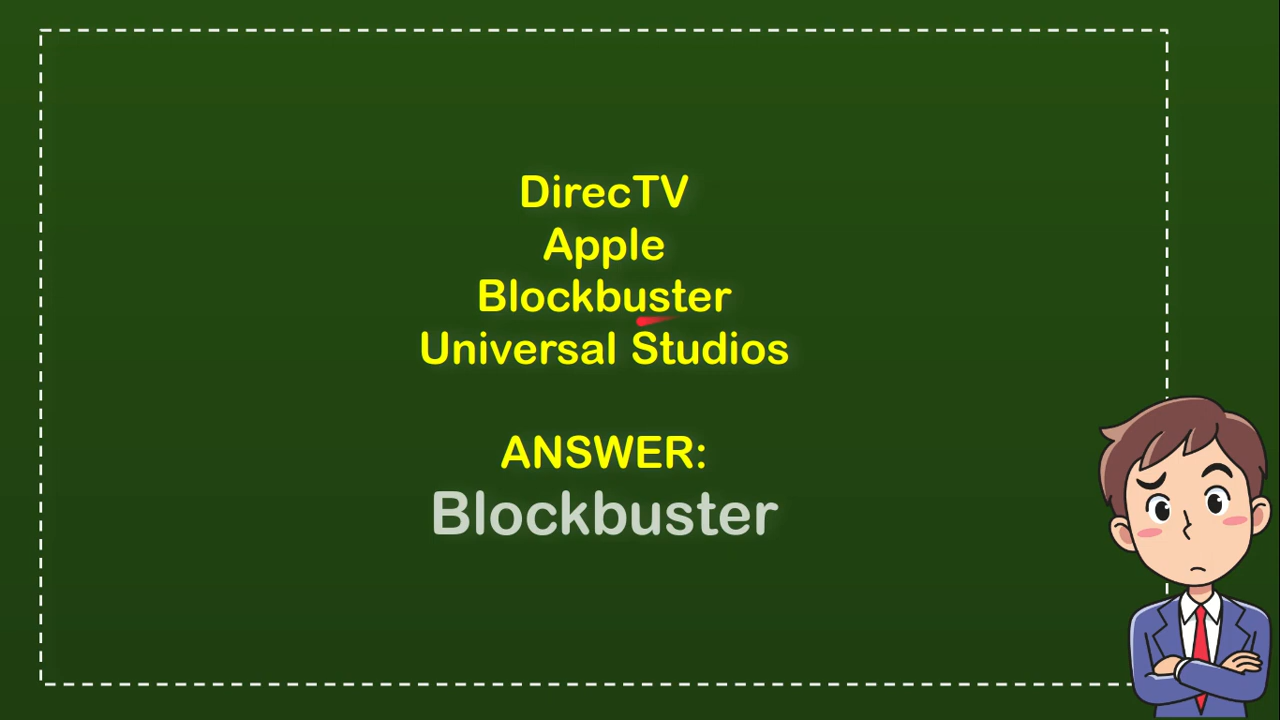 DirecTV
Apple
Blockbuster
Universal Studios
ANSWER:
Blockbuster